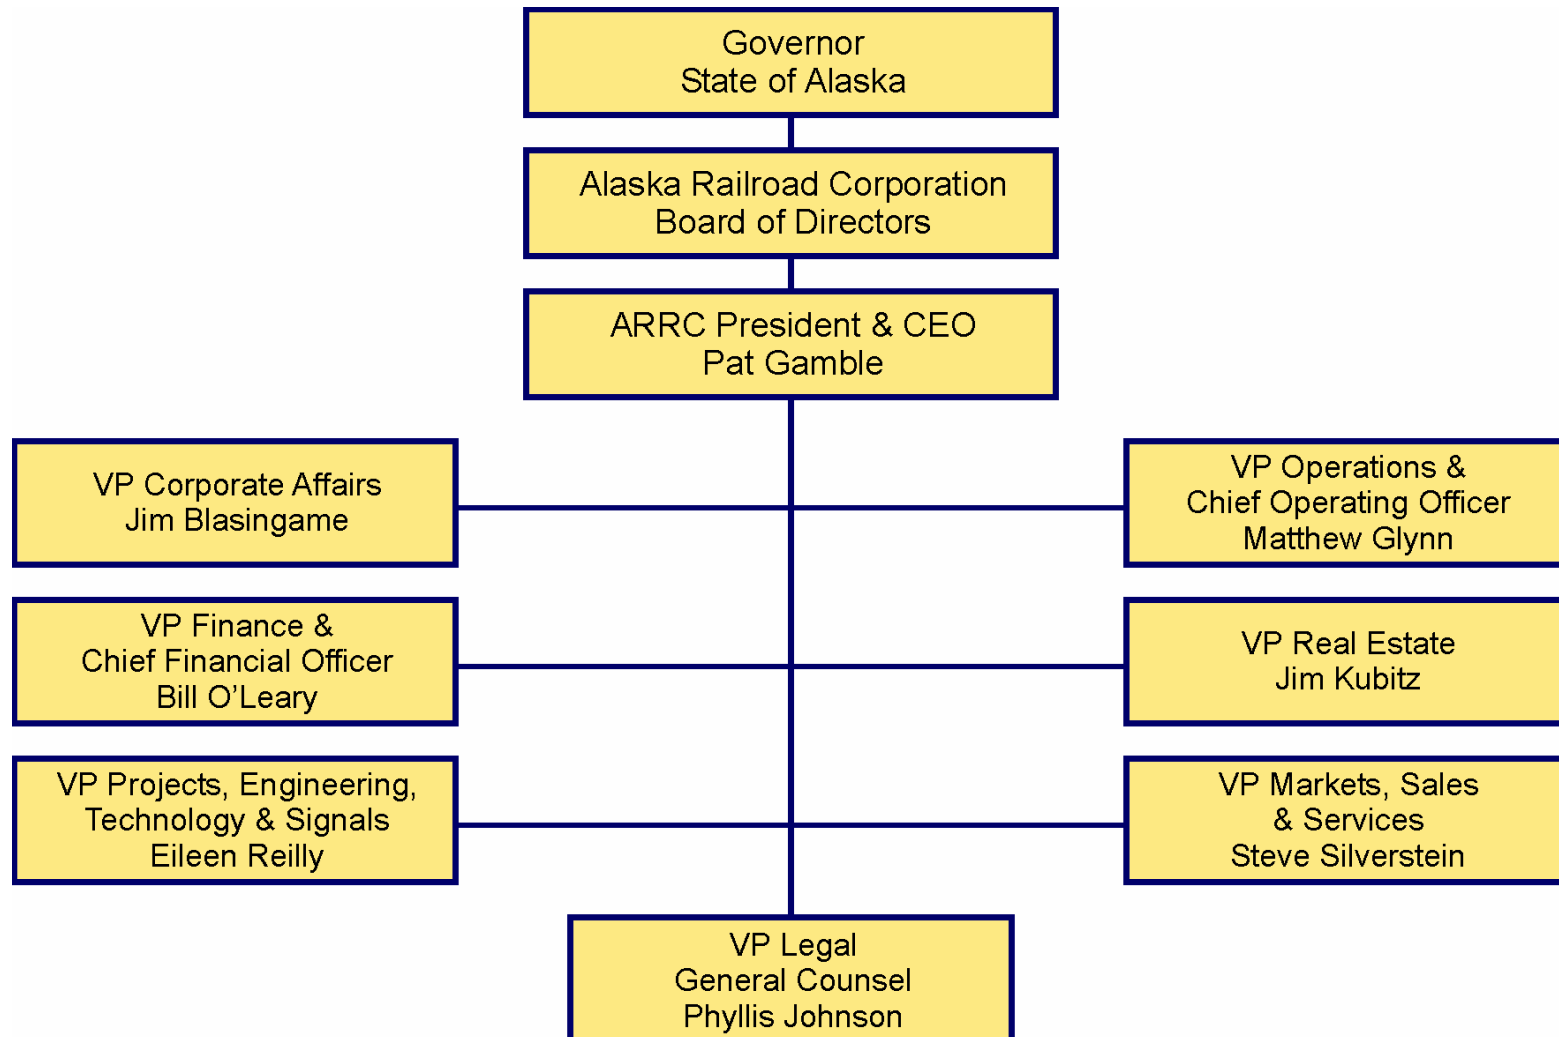 Governor
State of Alaska
Alaska Railroad Corporation
Board of Directors
ARRC President & CEO
Pat Gamble
VP Corporate Affairs
Jim Blasingame
VP Operations &
Chief Operating Officer
Matthew Glynn
VP Finance &
Chief Financial Officer
Bill O’Leary
VP Real Estate
Jim Kubitz
VP Projects, Engineering,
Technology & Signals
Eileen Reilly
VP Markets, Sales
& Services
Steve Silverstein
VP Legal
General Counsel
Phyllis Johnson